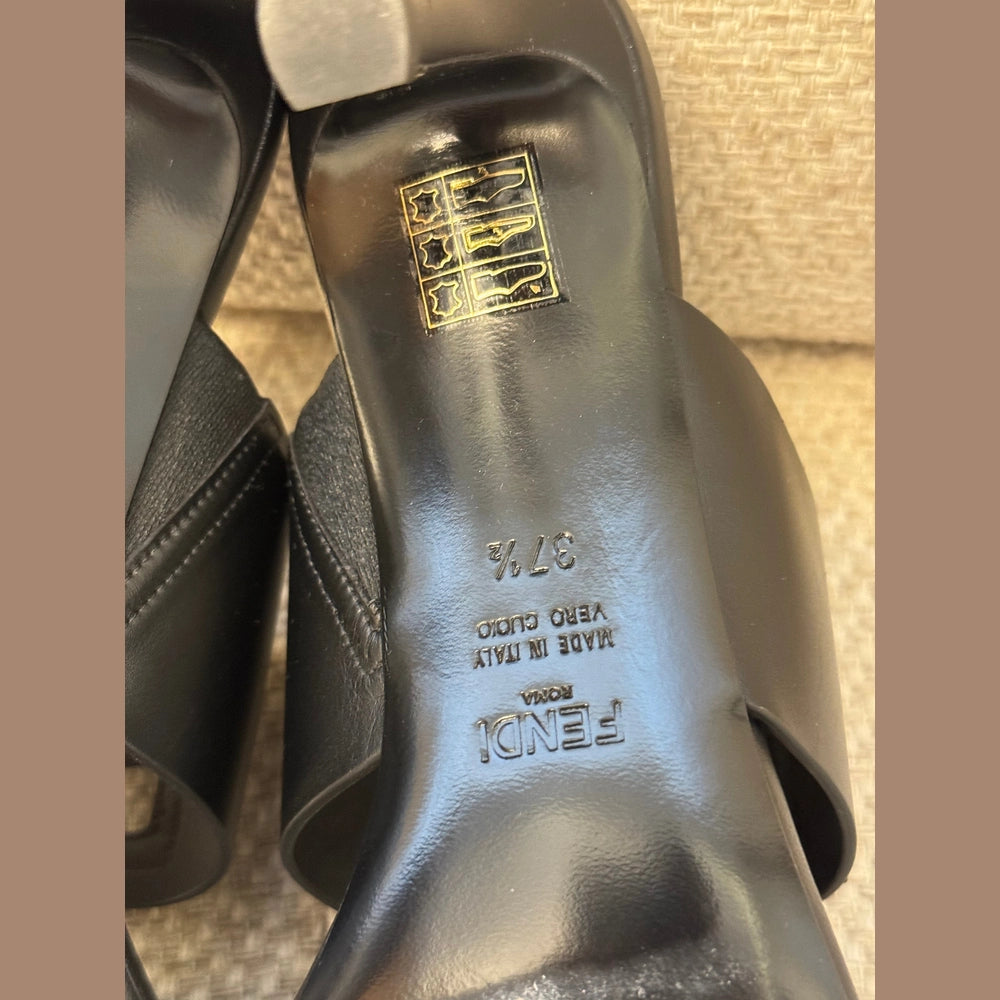 FENDI
ROMA
MADE IN ITALY
VERO CUOIO
37½